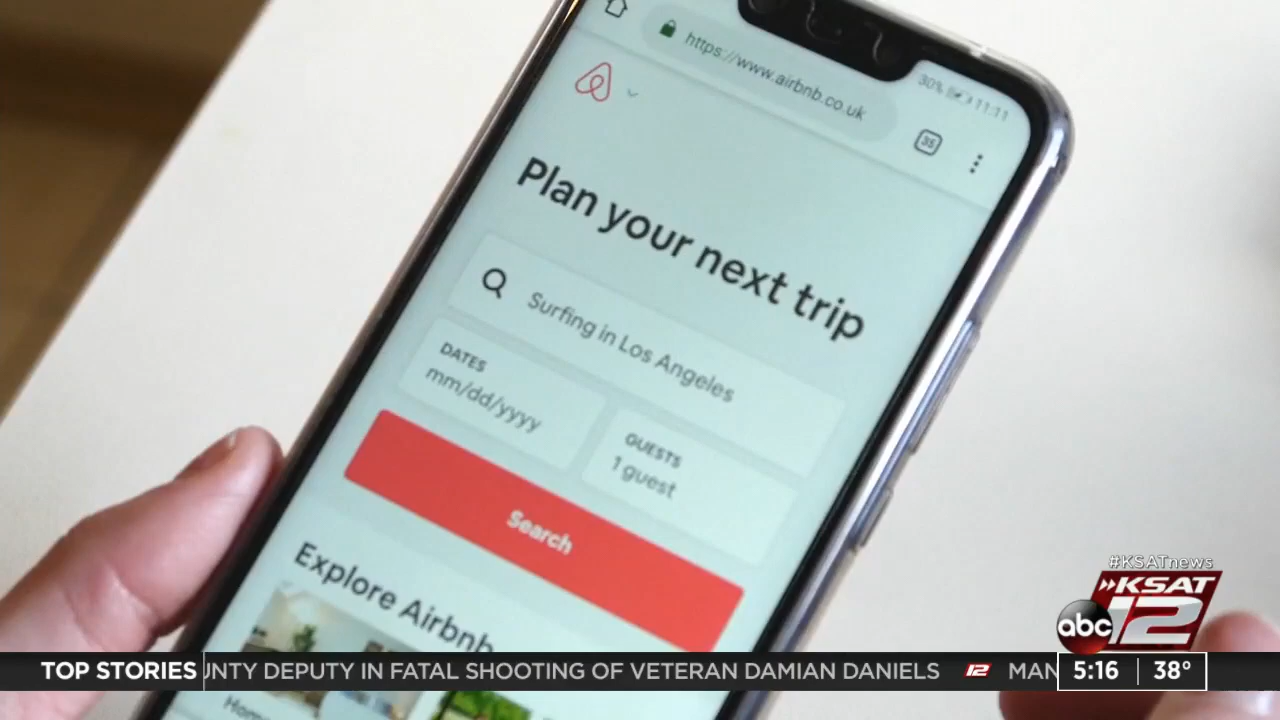 https://www.airbnb.co.uk
30%
11:11
35
Plan your next trip
Surfing in Los Angeles
DATES
mm/dd/yyyy
GUESTS
1 guest
Search
Explore Airbnb
#KSATnews
KSAT
abc 12
TOP STORIES UNTY DEPUTY IN FATAL SHOOTING OF VETERAN DAMIAN DANIELS 12 MAN 5:16 38°